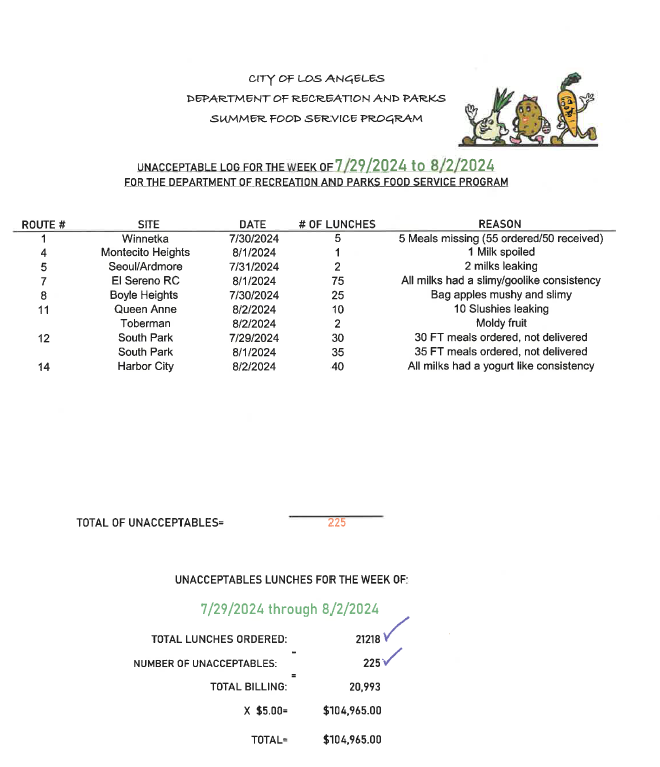 CITY OF LOS ANGELES
DEPARTMENT OF RECREATION AND PARKS
SUMMER FOOD SERVICE PROGRAM
UNACCEPTABLE LOG FOR THE WEEK OF 7/29/2024 to 8/2/2024
FOR THE DEPARTMENT OF RECREATION AND PARKS FOOD SERVICE PROGRAM
ROUTE # SITE DATE # OF LUNCHES REASON
1 Winnetka 7/30/2024 5 5 Meals missing (55 ordered/50 received)
4 Montecito Heights 8/1/2024 1 1 Milk spoiled
5 Seoul/Ardmore 7/31/2024 2 2 milks leaking
7 El Sereno RC 8/1/2024 75 All milks had a slimy/goolike consistency
8 Boyle Heights 7/30/2024 25 Bag apples mushy and slimy
11 Queen Anne 8/2/2024 10 10 Slushies leaking
Toberman 8/2/2024 2 Moldy fruit
12 South Park 7/29/2024 30 30 FT meals ordered, not delivered
South Park 8/1/2024 35 35 FT meals ordered, not delivered
14 Harbor City 8/2/2024 40 All milks had a yogurt like consistency
TOTAL OF UNACCEPTABLES= 225
UNACCEPTABLES LUNCHES FOR THE WEEK OF:
7/29/2024 through 8/2/2024
TOTAL LUNCHES ORDERED: 21218
-
NUMBER OF UNACCEPTABLES: 225
=
TOTAL BILLING: 20,993
X $5.00= $104,965.00
TOTAL= $104,965.00